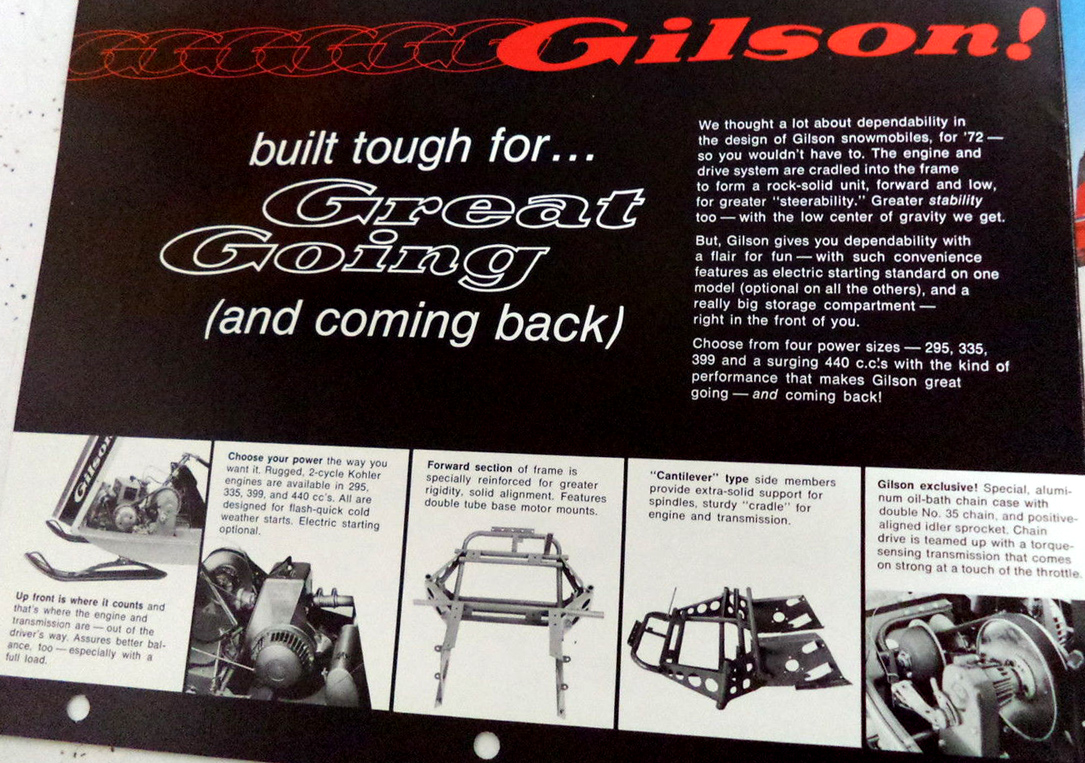 Gilson!
built tough for...
Great
Going
(and coming back)
We thought a lot about dependability in
the design of Gilson snowmobiles, for '72 —
so you wouldn't have to. The engine and
drive system are cradled into the frame
to form a rock-solid unit, forward and low,
for greater "steerability." Greater stability
too — with the low center of gravity we get.
But, Gilson gives you dependability with
a flair for fun — with such convenience
features as electric starting standard on one
model (optional on all the others), and a
really big storage compartment —
right in the front of you.
Choose from four power sizes — 295, 335,
399 and a surging 440 c.c.'s with the kind of
performance that makes Gilson great
going — and coming back!
Gilson
Up front is where it counts and
that's where the engine and
transmission are — out of the
driver's way. Assures better bal-
ance, too — especially with a
full load.
Choose your power the way you
want it. Rugged, 2-cycle Kohler
engines are available in 295,
335, 399, and 440 cc's. All are
designed for flash-quick cold
weather starts. Electric starting
optional.
Forward section of frame is
specially reinforced for greater
rigidity, solid alignment. Features
double tube base motor mounts.
"Cantilever" type side members
provide extra-solid support for
spindles, sturdy "cradle" for
engine and transmission.
Gilson exclusive! Special, alumi-
num oil-bath chain case with
double No. 35 chain, and positive-
aligned idler sprocket. Chain
drive is teamed up with a torque-
sensing transmission that comes
on strong at a touch of the throttle.